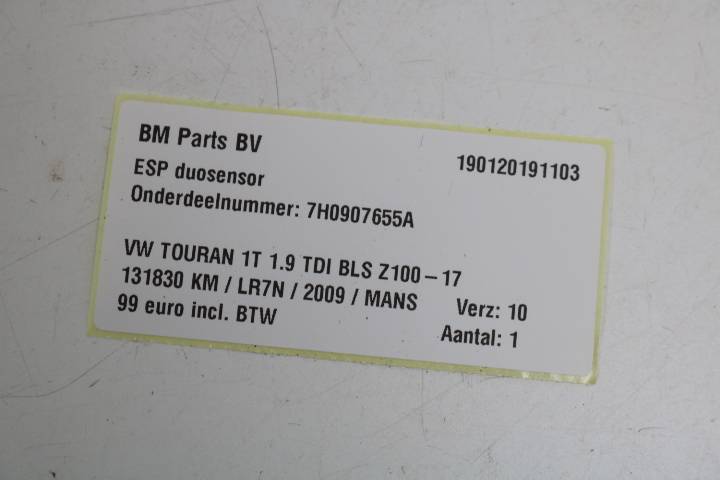 BM Parts BV
190120191103
ESP duosensor
Onderdeelnummer: 7H0907655A
VW TOURAN 1T 1.9 TDI BLS Z100-17
131830 KM / LR7N / 2009 / MANS
Verz: 10
99 euro incl. BTW
Aantal: 1